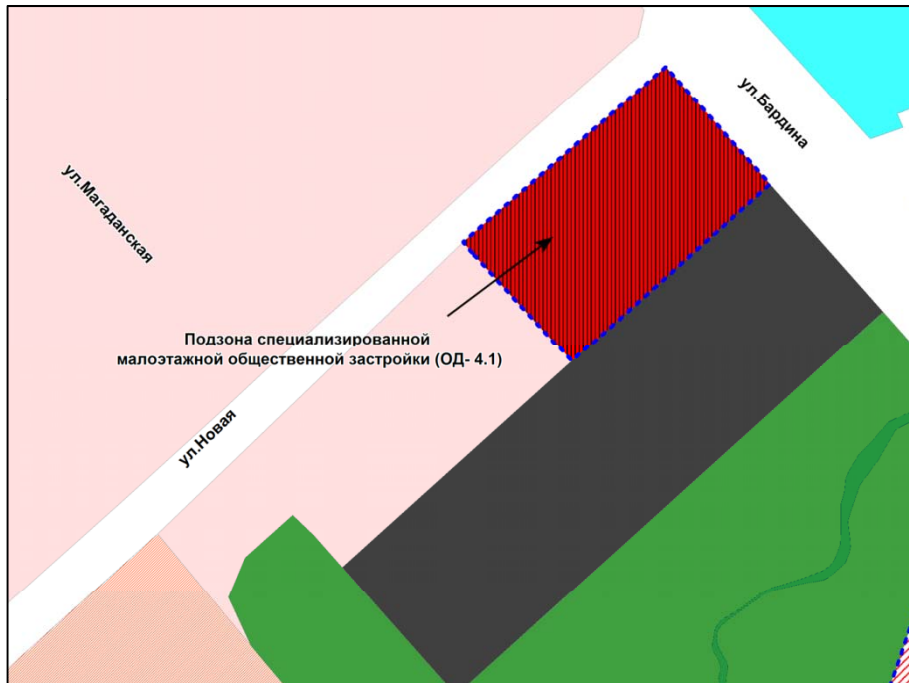 ул.Бардина
ул.Магаданская
Подзона специализированной
малоэтажной общественной застройки (ОД- 4.1)
ул.Новая